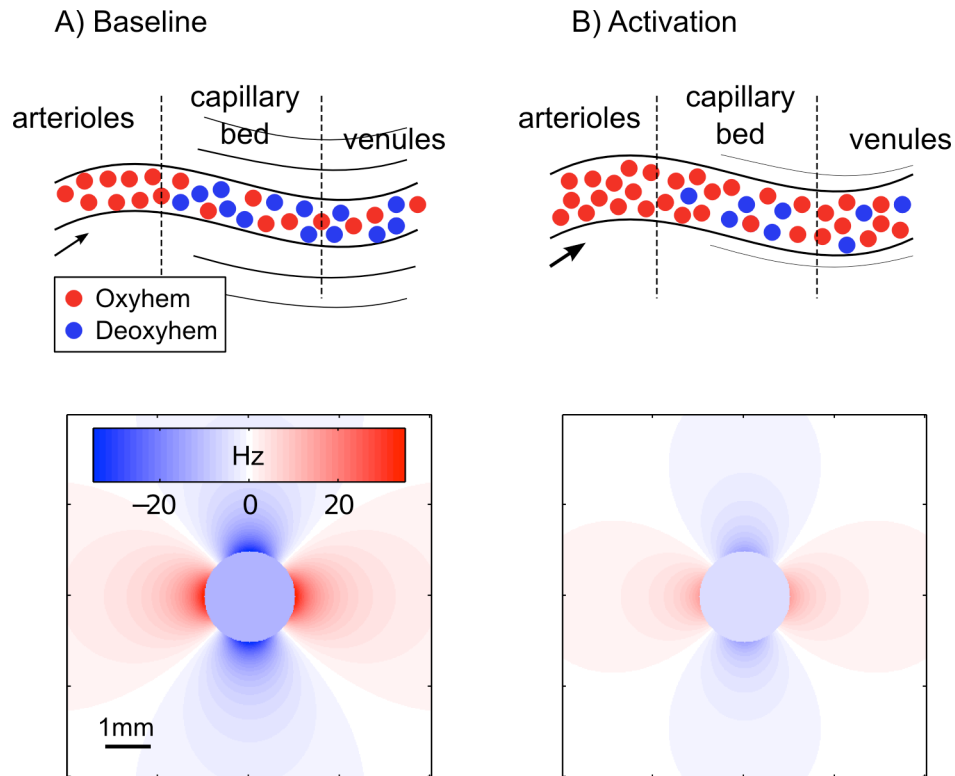 A) Baseline
arterioles
capillary
bed
venules
Oxyhem
Deoxyhem
B) Activation
arterioles
capillary
bed
venules
Hz
−20 0 20
1mm